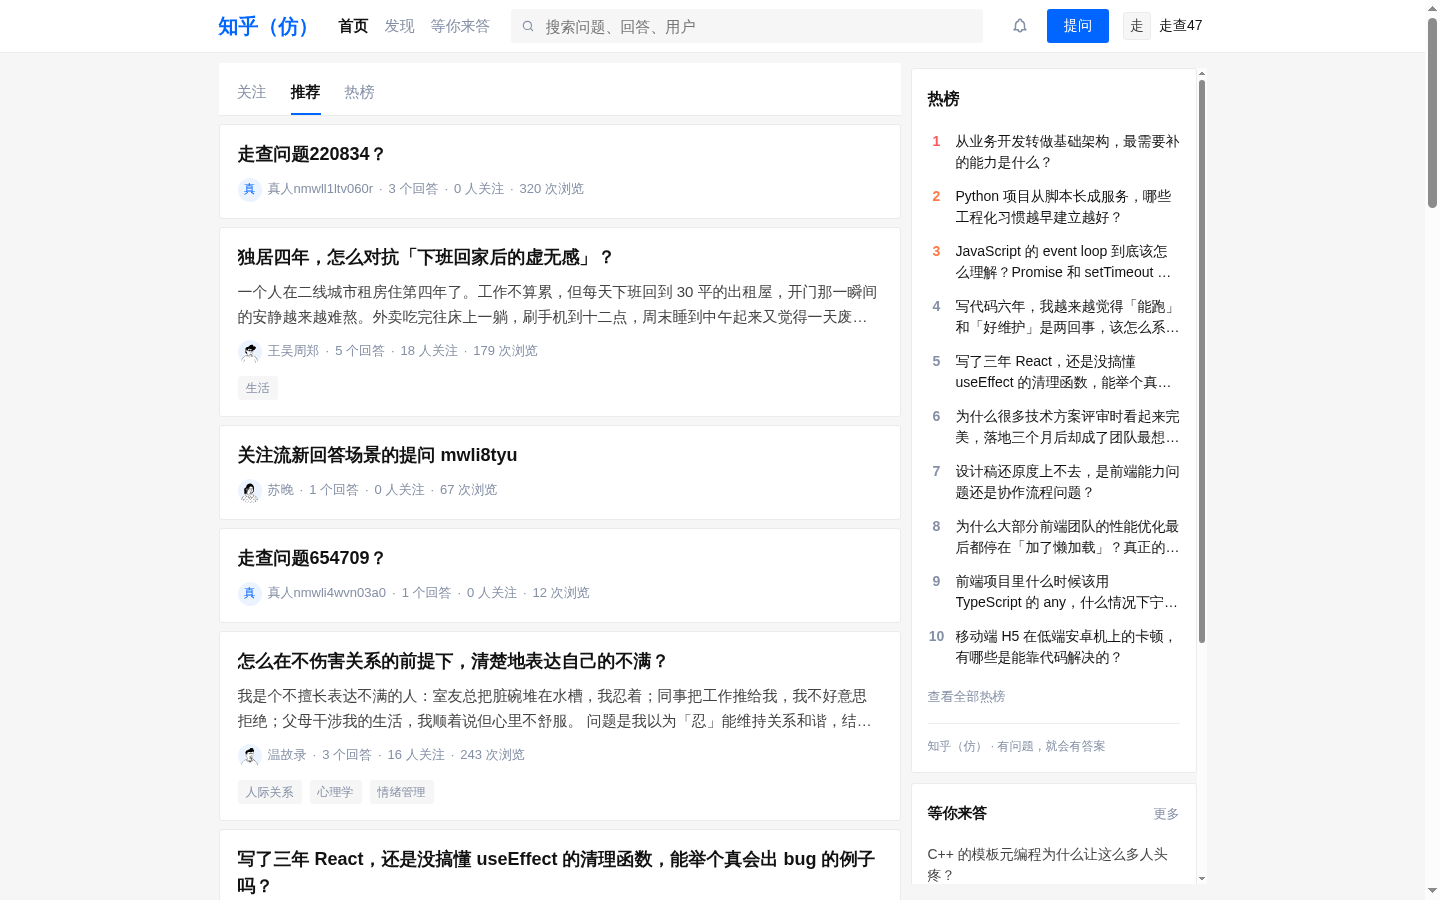 知乎（仿）
首页 发现 等你来答
搜索问题、回答、用户
提问
走 走查47
关注 推荐 热榜
走查问题220834？
真 真人nmwll1ltv060r · 3 个回答 · 0 人关注 · 320 次浏览
独居四年，怎么对抗「下班回家后的虚无感」？
一个人在二线城市租房住第四年了。工作不算累，但每天下班回到 30 平的出租屋，开门那一瞬间
的安静越来越难熬。外卖吃完往床上一躺，刷手机到十二点，周末睡到中午起来又觉得一天废…
王吴周郑 · 5 个回答 · 18 人关注 · 179 次浏览
生活
关注流新回答场景的提问 mwli8tyu
苏晚 · 1 个回答 · 0 人关注 · 67 次浏览
走查问题654709？
真 真人nmwli4wvn03a0 · 1 个回答 · 0 人关注 · 12 次浏览
怎么在不伤害关系的前提下，清楚地表达自己的不满？
我是个不擅长表达不满的人：室友总把脏碗堆在水槽，我忍着；同事把工作推给我，我不好意思
拒绝；父母干涉我的生活，我顺着说但心里不舒服。 问题是我以为「忍」能维持关系和谐，结…
温故录 · 3 个回答 · 16 人关注 · 243 次浏览
人际关系 心理学 情绪管理
写了三年 React，还是没搞懂 useEffect 的清理函数，能举个真会出 bug 的例子
吗？
热榜
1 从业务开发转做基础架构，最需要补
的能力是什么？
2 Python 项目从脚本长成服务，哪些
工程化习惯越早建立越好？
3 JavaScript 的 event loop 到底该怎
么理解？Promise 和 setTimeout …
4 写代码六年，我越来越觉得「能跑」
和「好维护」是两回事，该怎么系…
5 写了三年 React，还是没搞懂
useEffect 的清理函数，能举个真…
6 为什么很多技术方案评审时看起来完
美，落地三个月后却成了团队最想…
7 设计稿还原度上不去，是前端能力问
题还是协作流程问题？
8 为什么大部分前端团队的性能优化最
后都停在「加了懒加载」？真正的…
9 前端项目里什么时候该用
TypeScript 的 any，什么情况下宁…
10 移动端 H5 在低端安卓机上的卡顿，
有哪些是能靠代码解决的？
查看全部热榜
知乎（仿） · 有问题，就会有答案
等你来答 更多
C++ 的模板元编程为什么让这么多人头
疼？